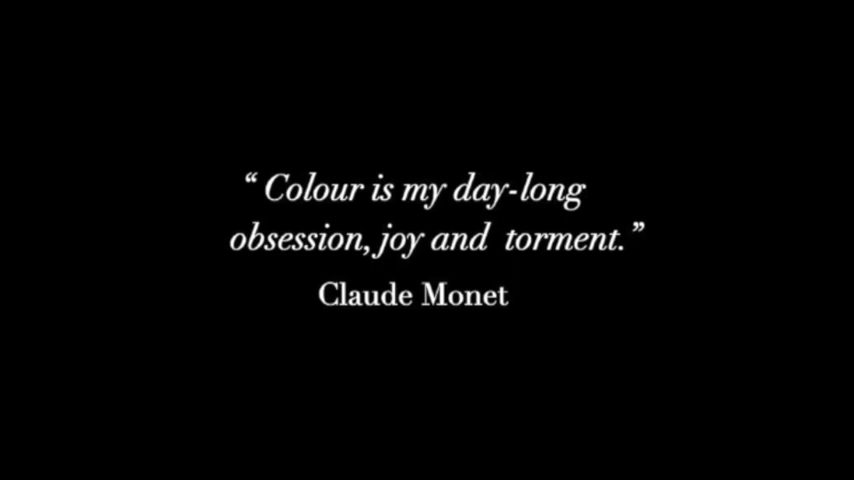 “ Colour is my day-long
obsession, joy and  torment.”
Claude Monet